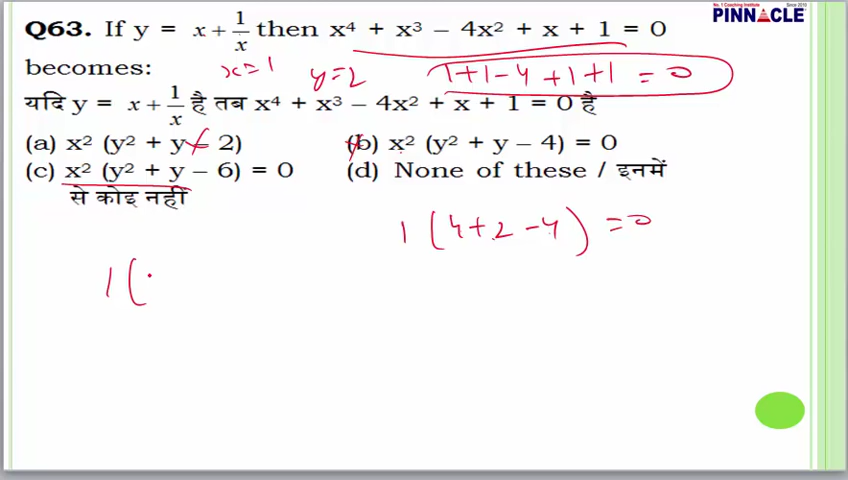 No. 1 Coaching Institute Since 2010
PINNACLE
Q63. If y = x + 1/x then x⁴ + x³ – 4x² + x + 1 = 0
becomes:
x=1 y=2 1+1-4+1+1 = 0
यदि y = x + 1/x है तब x⁴ + x³ – 4x² + x + 1 = 0 है
(a) x² (y² + y – 2) (b) x² (y² + y – 4) = 0
(c) x² (y² + y – 6) = 0 (d) None of these / इनमें
से कोई नहीं
1 (4+2-4) =0
1 (